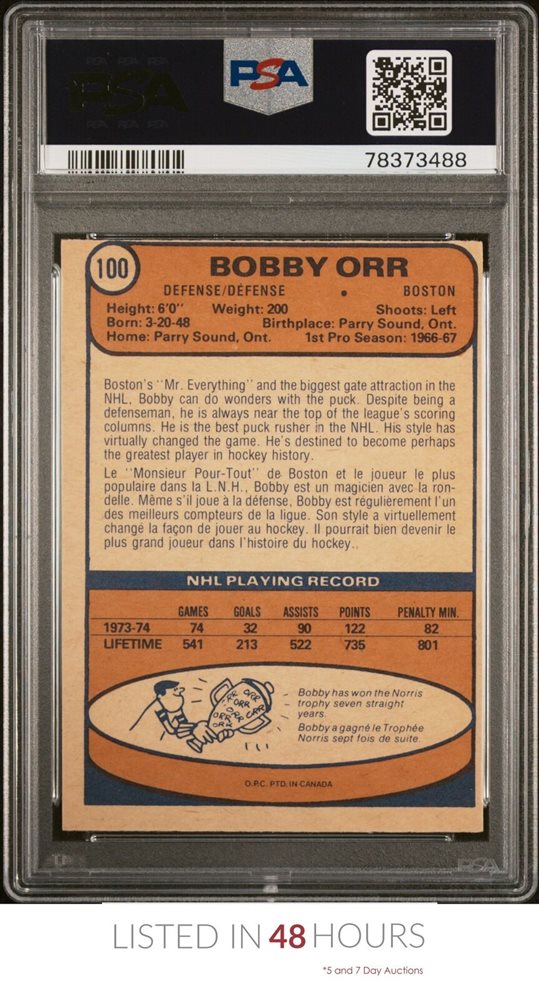 PSA PSA PSA
PSA
PSA PSA PSA
PSA
78373488
100
BOBBY ORR
DEFENSE/DÉFENSE • BOSTON
Height: 6'0" Weight: 200 Shoots: Left
Born: 3-20-48 Birthplace: Parry Sound, Ont.
Home: Parry Sound, Ont. 1st Pro Season: 1966-67
Boston's "Mr. Everything" and the biggest gate attraction in the
NHL, Bobby can do wonders with the puck. Despite being a
defenseman, he is always near the top of the league's scoring
columns. He is the best puck rusher in the NHL. His style has
virtually changed the game. He's destined to become perhaps
the greatest player in hockey history.
Le "Monsieur Pour-Tout" de Boston et le joueur le plus
populaire dans la L.N.H., Bobby est un magicien avec la ron-
delle. Même s'il joue à la défense, Bobby est régulièrement l'un
des meilleurs compteurs de la ligue. Son style a virtuellement
changé la façon de jouer au hockey. Il pourrait bien devenir le
plus grand joueur dans l'histoire du hockey..
NHL PLAYING RECORD
GAMES GOALS ASSISTS POINTS PENALTY MIN.
1973-74 74 32 90 122 82
LIFETIME 541 213 522 735 801
ORR
ORR
ORR
ORR
ORR
ORR
Bobby has won the Norris
trophy seven straight
years.
Bobby a gagné le Trophée
Norris sept fois de suite.
O.P.C. PTD. IN CANADA
PSA
LISTED IN 48 HOURS
*5 and 7 Day Auctions